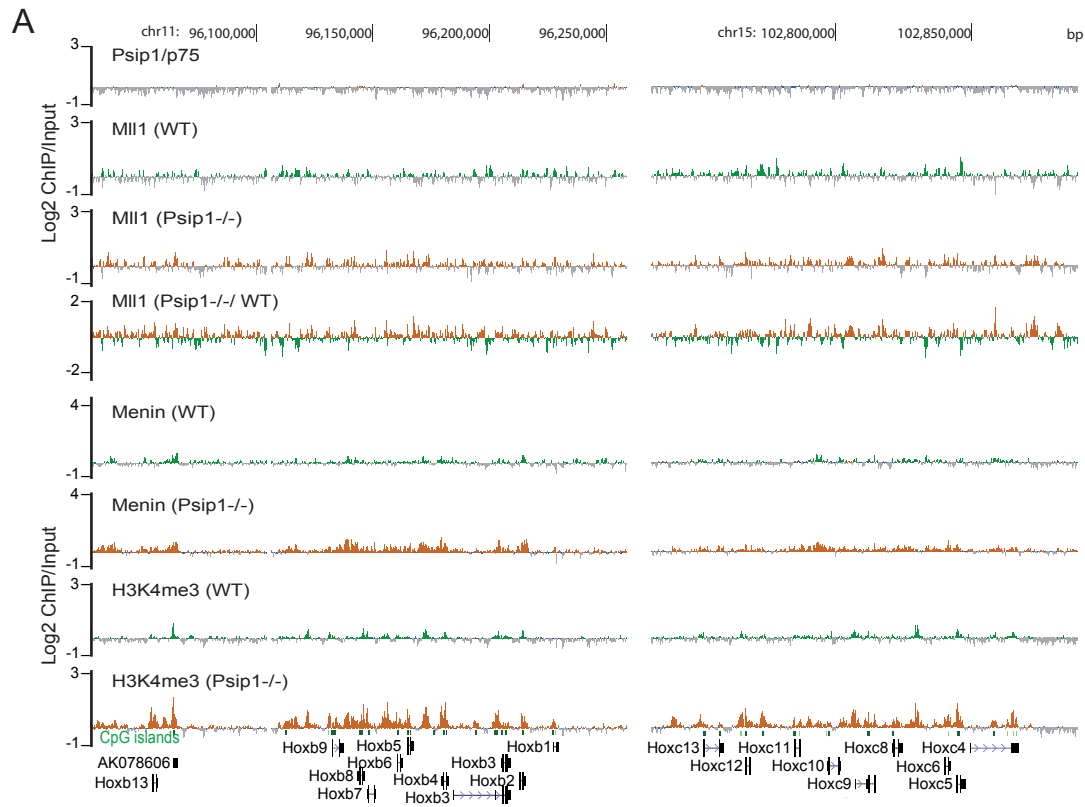 A
chr11: 96,100,000 96,150,000 96,200,000 96,250,000 chr15: 102,800,000 102,850,000 bp
3
Psip1/p75
-1
3
Mll1 (WT)
-1
Log2 ChIP/Input
3
Mll1 (Psip1-/-)
-1
2
Mll1 (Psip1-/-/ WT)
-2
4
Menin (WT)
-1
4
Menin (Psip1-/-)
-1
Log2 ChIP/Input
3
H3K4me3 (WT)
-1
3
H3K4me3 (Psip1-/-)
-1
CpG islands
Hoxb9 Hoxb5 Hoxb1 Hoxc13 Hoxc11 Hoxc8 Hoxc4
AK078606 Hoxb6 Hoxb3 Hoxc12 Hoxc10 Hoxc6
Hoxb13 Hoxb8 Hoxb4 Hoxb2 Hoxc9 Hoxc5
Hoxb7 Hoxb3